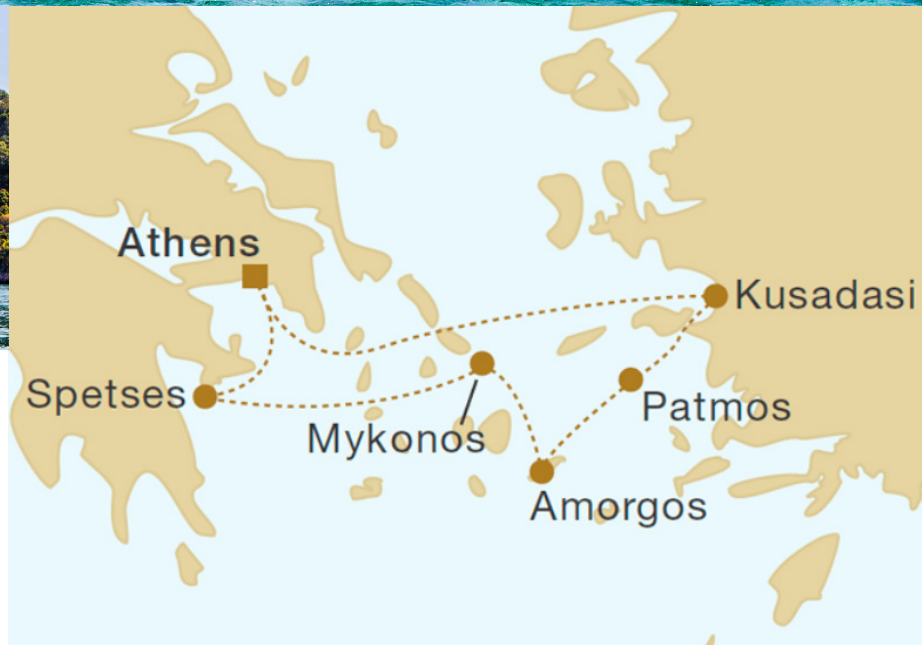 Athens
Kusadasi
Spetses
Patmos
Mykonos
Amorgos